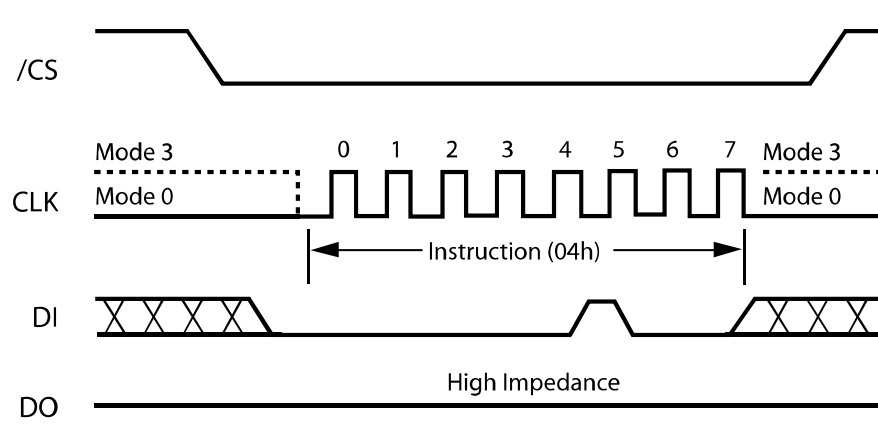 /CS
Mode 3
0 1 2 3 4 5 6 7
Mode 3
CLK
Mode 0
Mode 0
Instruction (04h)
DI
High Impedance
DO